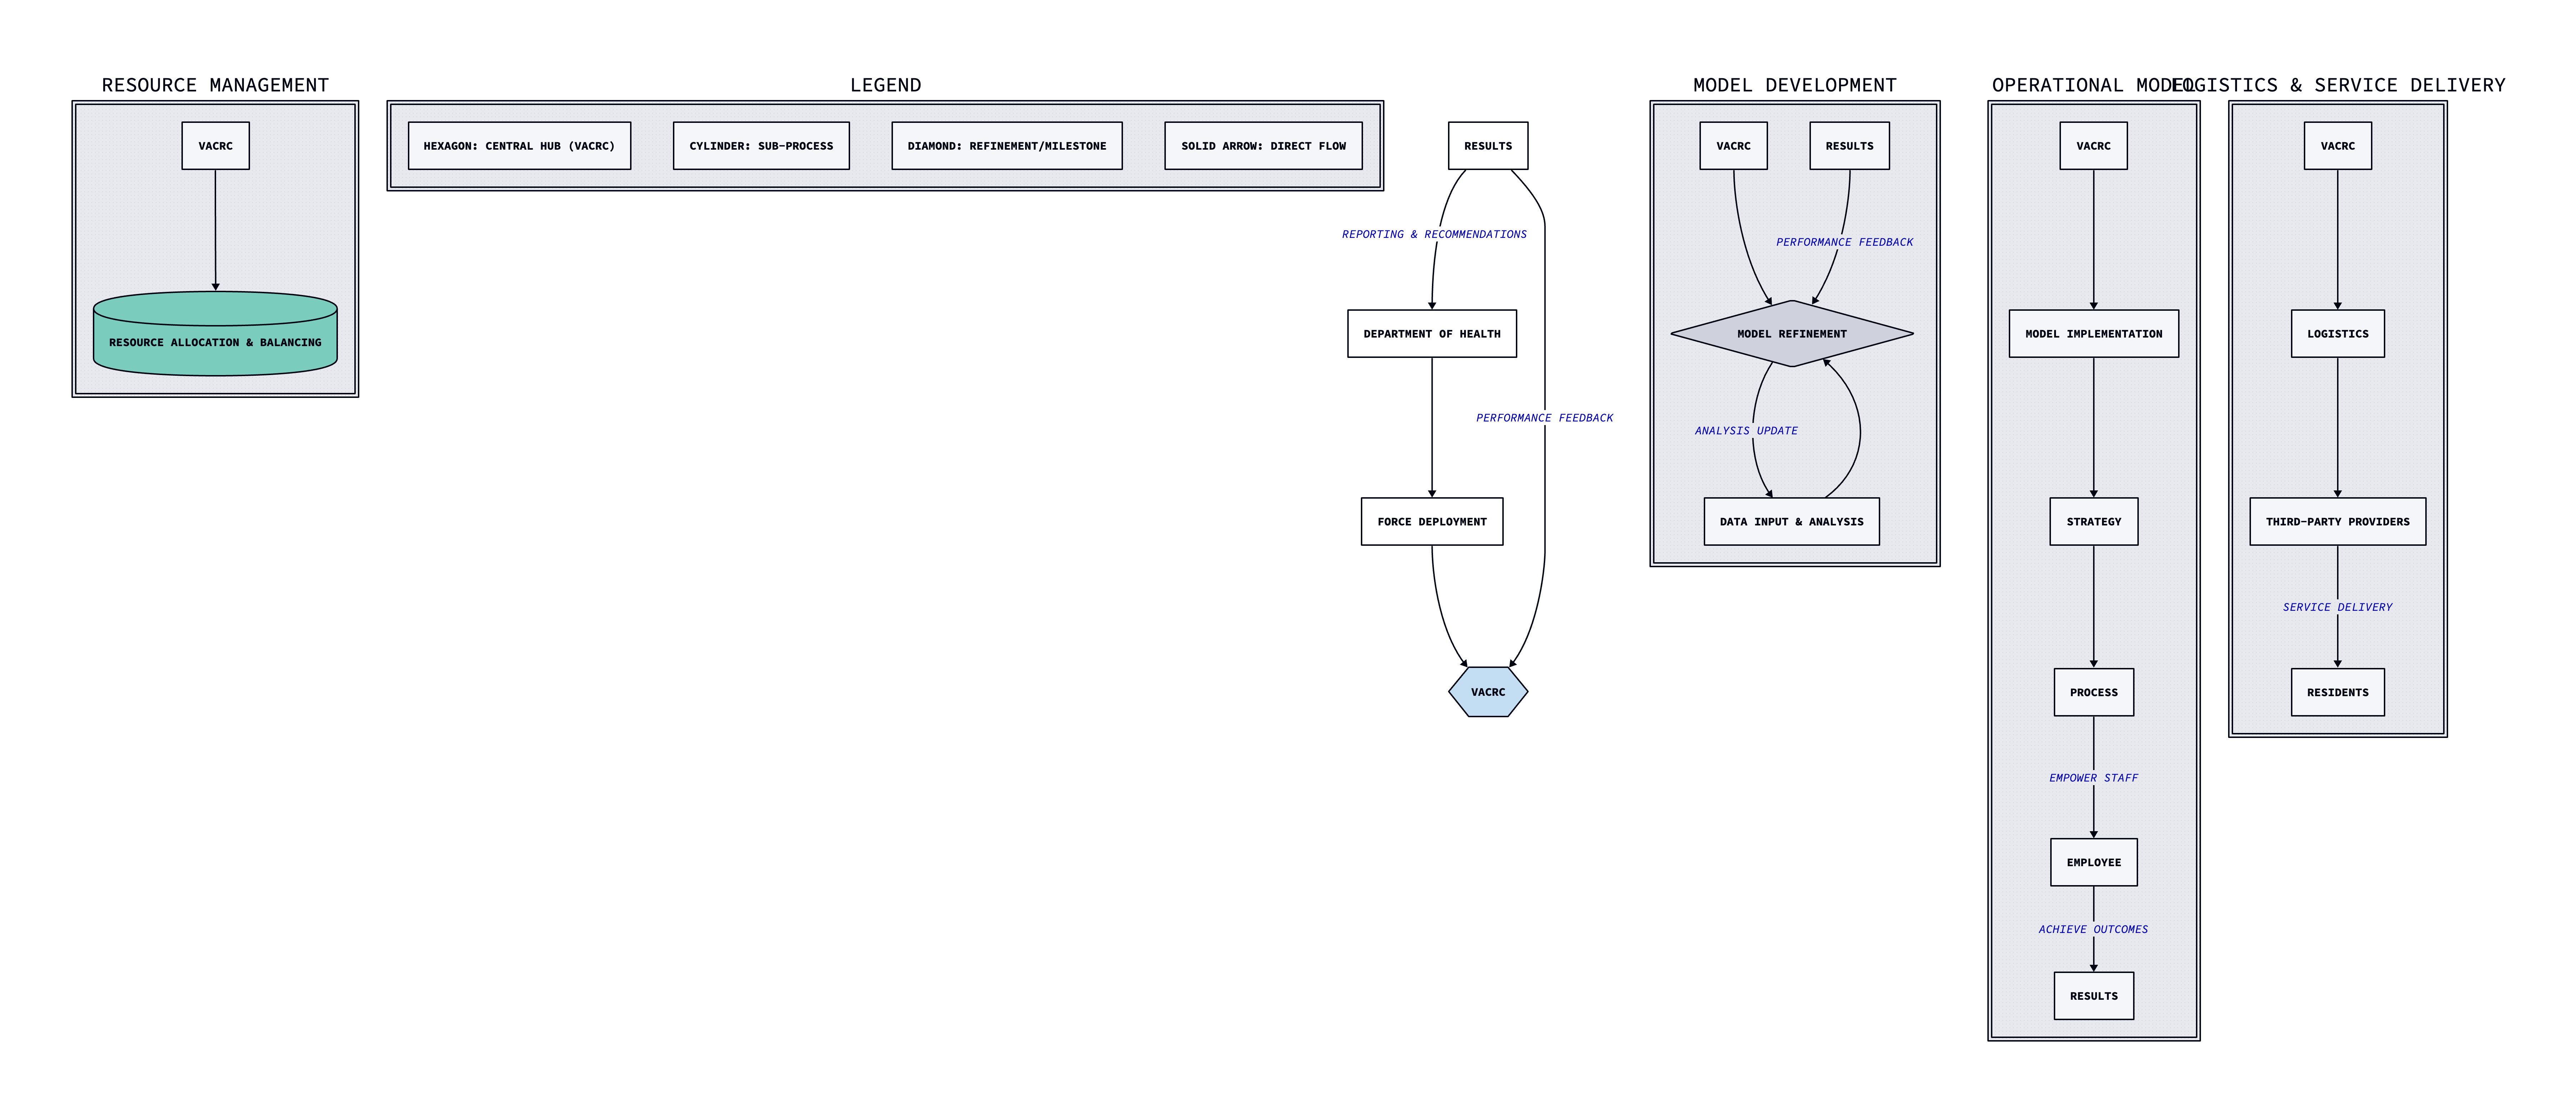 RESOURCE MANAGEMENT
VACRC
RESOURCE ALLOCATION & BALANCING
LEGEND
HEXAGON: CENTRAL HUB (VACRC)
CYLINDER: SUB-PROCESS
DIAMOND: REFINEMENT/MILESTONE
SOLID ARROW: DIRECT FLOW
RESULTS
REPORTING & RECOMMENDATIONS
DEPARTMENT OF HEALTH
PERFORMANCE FEEDBACK
FORCE DEPLOYMENT
VACRC
MODEL DEVELOPMENT
VACRC
RESULTS
PERFORMANCE FEEDBACK
MODEL REFINEMENT
ANALYSIS UPDATE
DATA INPUT & ANALYSIS
OPERATIONAL MODEL
VACRC
MODEL IMPLEMENTATION
STRATEGY
PROCESS
EMPOWER STAFF
EMPLOYEE
ACHIEVE OUTCOMES
RESULTS
LOGISTICS & SERVICE DELIVERY
VACRC
LOGISTICS
THIRD-PARTY PROVIDERS
SERVICE DELIVERY
RESIDENTS